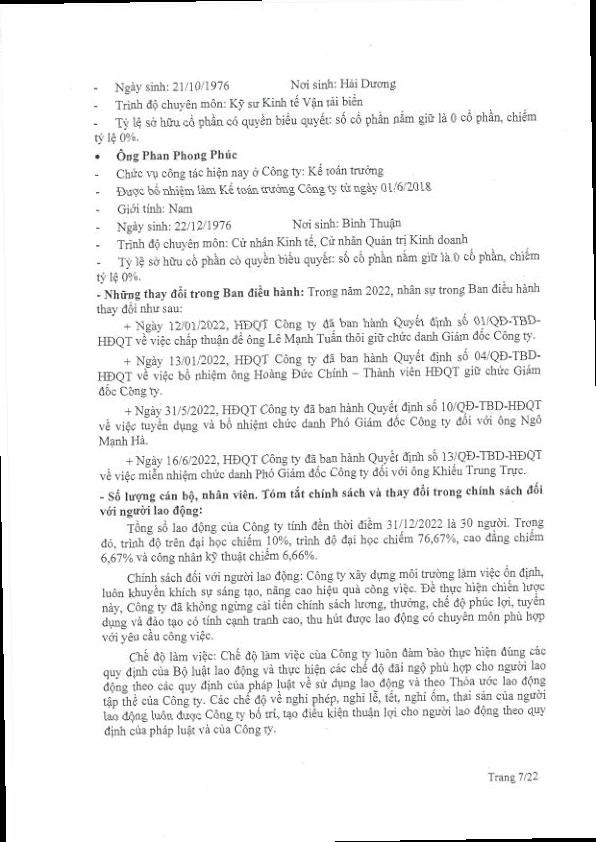 - Ngày sinh: 21/10/1976 Nơi sinh: Hải Dương
- Trình độ chuyên môn: Kỹ sư Kinh tế Vận tải biển
- Tỷ lệ sở hữu cổ phần có quyền biểu quyết: số cổ phần nắm giữ là 0 cổ phần, chiếm
tỷ lệ 0%.
• Ông Phan Phong Phúc
- Chức vụ công tác hiện nay ở Công ty: Kế toán trưởng
- Được bổ nhiệm làm Kế toán trưởng Công ty từ ngày 01/6/2018
- Giới tính: Nam
- Ngày sinh: 22/12/1976 Nơi sinh: Bình Thuận
- Trình độ chuyên môn: Cử nhân Kinh tế, Cử nhân Quản trị Kinh doanh
- Tỷ lệ sở hữu cổ phần có quyền biểu quyết: số cổ phần nắm giữ là 0 cổ phần, chiếm
tỷ lệ 0%.
- Những thay đổi trong Ban điều hành: Trong năm 2022, nhân sự trong Ban điều hành
thay đổi như sau:
+ Ngày 12/01/2022, HĐQT Công ty đã ban hành Quyết định số 01/QĐ-TBD-
HĐQT về việc chấp thuận để ông Lê Mạnh Tuấn thôi giữ chức danh Giám đốc Công ty.
+ Ngày 13/01/2022, HĐQT Công ty đã ban hành Quyết định số 04/QĐ-TBD-
HĐQT về việc bổ nhiệm ông Hoàng Đức Chính – Thành viên HĐQT giữ chức Giám
đốc Công ty.
+ Ngày 31/5/2022, HĐQT Công ty đã ban hành Quyết định số 10/QĐ-TBD-HĐQT
về việc tuyển dụng và bổ nhiệm chức danh Phó Giám đốc Công ty đối với ông Ngô
Mạnh Hà.
+ Ngày 16/6/2022, HĐQT Công ty đã ban hành Quyết định số 13/QĐ-TBD-HĐQT
về việc miễn nhiệm chức danh Phó Giám đốc Công ty đối với ông Khiếu Trung Trực.
- Số lượng cán bộ, nhân viên. Tóm tắt chính sách và thay đổi trong chính sách đối
với người lao động:
Tổng số lao động của Công ty tính đến thời điểm 31/12/2022 là 30 người. Trong
đó, trình độ trên đại học chiếm 10%, trình độ đại học chiếm 76,67%, cao đẳng chiếm
6,67% và công nhân kỹ thuật chiếm 6,66%.
Chính sách đối với người lao động: Công ty xây dựng môi trường làm việc ổn định,
luôn khuyến khích sự sáng tạo, nâng cao hiệu quả công việc. Để thực hiện chiến lược
này, Công ty đã không ngừng cải tiến chính sách lương, thưởng, chế độ phúc lợi, tuyển
dụng và đào tạo có tính cạnh tranh cao, thu hút được lao động có chuyên môn phù hợp
với yêu cầu công việc.
Chế độ làm việc: Chế độ làm việc của Công ty luôn đảm bảo thực hiện đúng các
quy định của Bộ luật lao động và thực hiện các chế độ đãi ngộ phù hợp cho người lao
động theo các quy định của pháp luật về sử dụng lao động và theo Thỏa ước lao động
tập thể của Công ty. Các chế độ về nghỉ phép, nghỉ lễ, tết, nghỉ ốm, thai sản của người
lao động luôn được Công ty bố trí, tạo điều kiện thuận lợi cho người lao động theo quy
định của pháp luật và của Công ty.
Trang 7/22